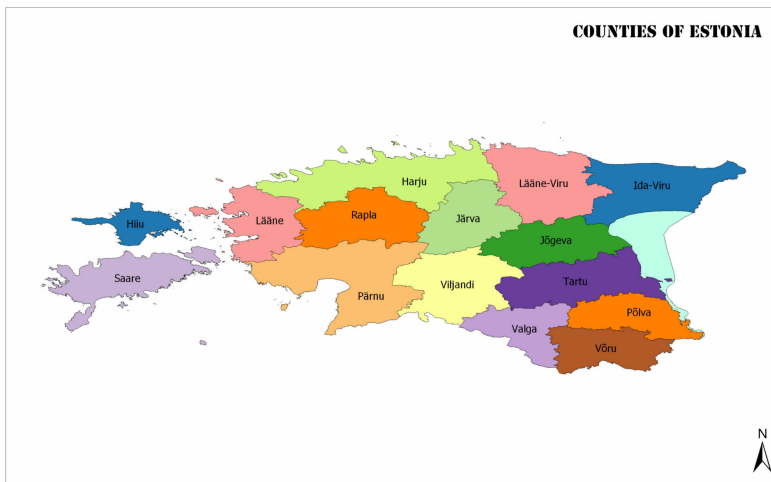 COUNTIES OF ESTONIA
Harju
Lääne-Viru
Ida-Viru
Hiiu
Lääne
Rapla
Järva
Jõgeva
Saare
Pärnu
Viljandi
Tartu
Valga
Põlva
Võru
N